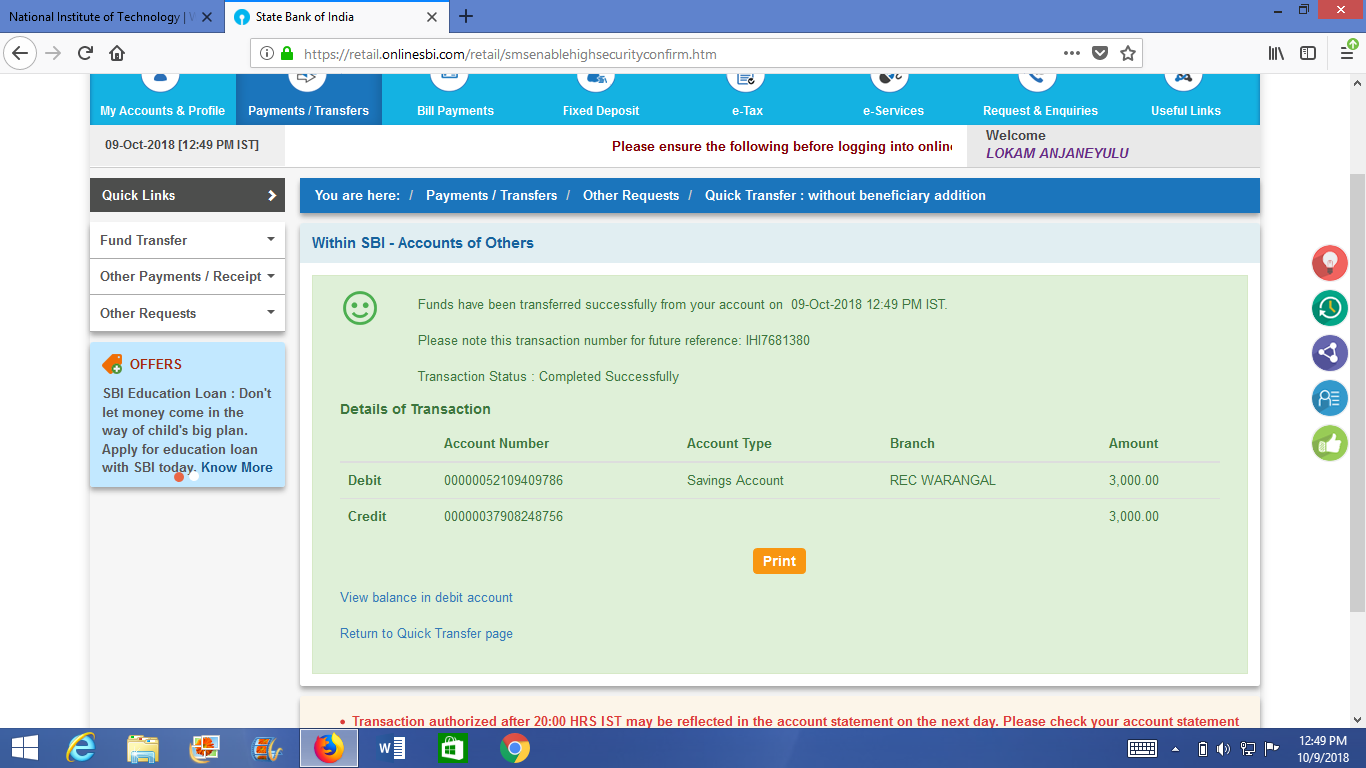 National Institute of Technology |
State Bank of India
https://retail.onlinesbi.com/retail/smsenablehighsecurityconfirm.htm
My Accounts & Profile
Payments / Transfers
Bill Payments
Fixed Deposit
e-Tax
e-Services
Request & Enquiries
Useful Links
09-Oct-2018 [12:49 PM IST]
Please ensure the following before logging into onlin
Welcome
LOKAM ANJANEYULU
Quick Links
You are here: / Payments / Transfers / Other Requests / Quick Transfer : without beneficiary addition
Fund Transfer
Other Payments / Receipt
Other Requests
OFFERS
SBI Education Loan : Don't
let money come in the
way of child's big plan.
Apply for education loan
with SBI today. Know More
Within SBI - Accounts of Others
Funds have been transferred successfully from your account on 09-Oct-2018 12:49 PM IST.
Please note this transaction number for future reference: IHI7681380
Transaction Status : Completed Successfully
Details of Transaction
Account Number Account Type Branch Amount
Debit 00000052109409786 Savings Account REC WARANGAL 3,000.00
Credit 00000037908248756 3,000.00
Print
View balance in debit account
Return to Quick Transfer page
Transaction authorized after 20:00 HRS IST may be reflected in the account statement on the next day. Please check your account statement
12:49 PM
10/9/2018